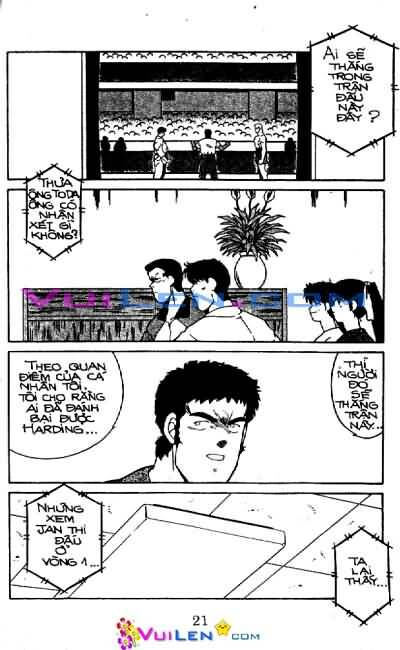 AI SẼ
THẮNG
TRONG
TRẬN
ĐẤU
NÀY
ĐÂY ?
THƯA
ÔNG TODA
ÔNG CÓ
NHẬN
XÉT GÌ
KHÔNG?
VUILEN.COM
THEO QUAN
ĐIỂM CỦA CÁ
NHÂN TÔI,
TÔI CHO RẰNG
AI ĐÃ ĐÁNH
BẠI ĐƯỢC
HARDING...
THÌ
NGƯỜI
ĐÓ
SẼ
THẮNG
TRẬN
NÀY...
NHƯNG
XEM
JAN THI
ĐẤU
Ở
VÒNG 1...
TA
LẠI
THẤY...
21
VUILEN.COM